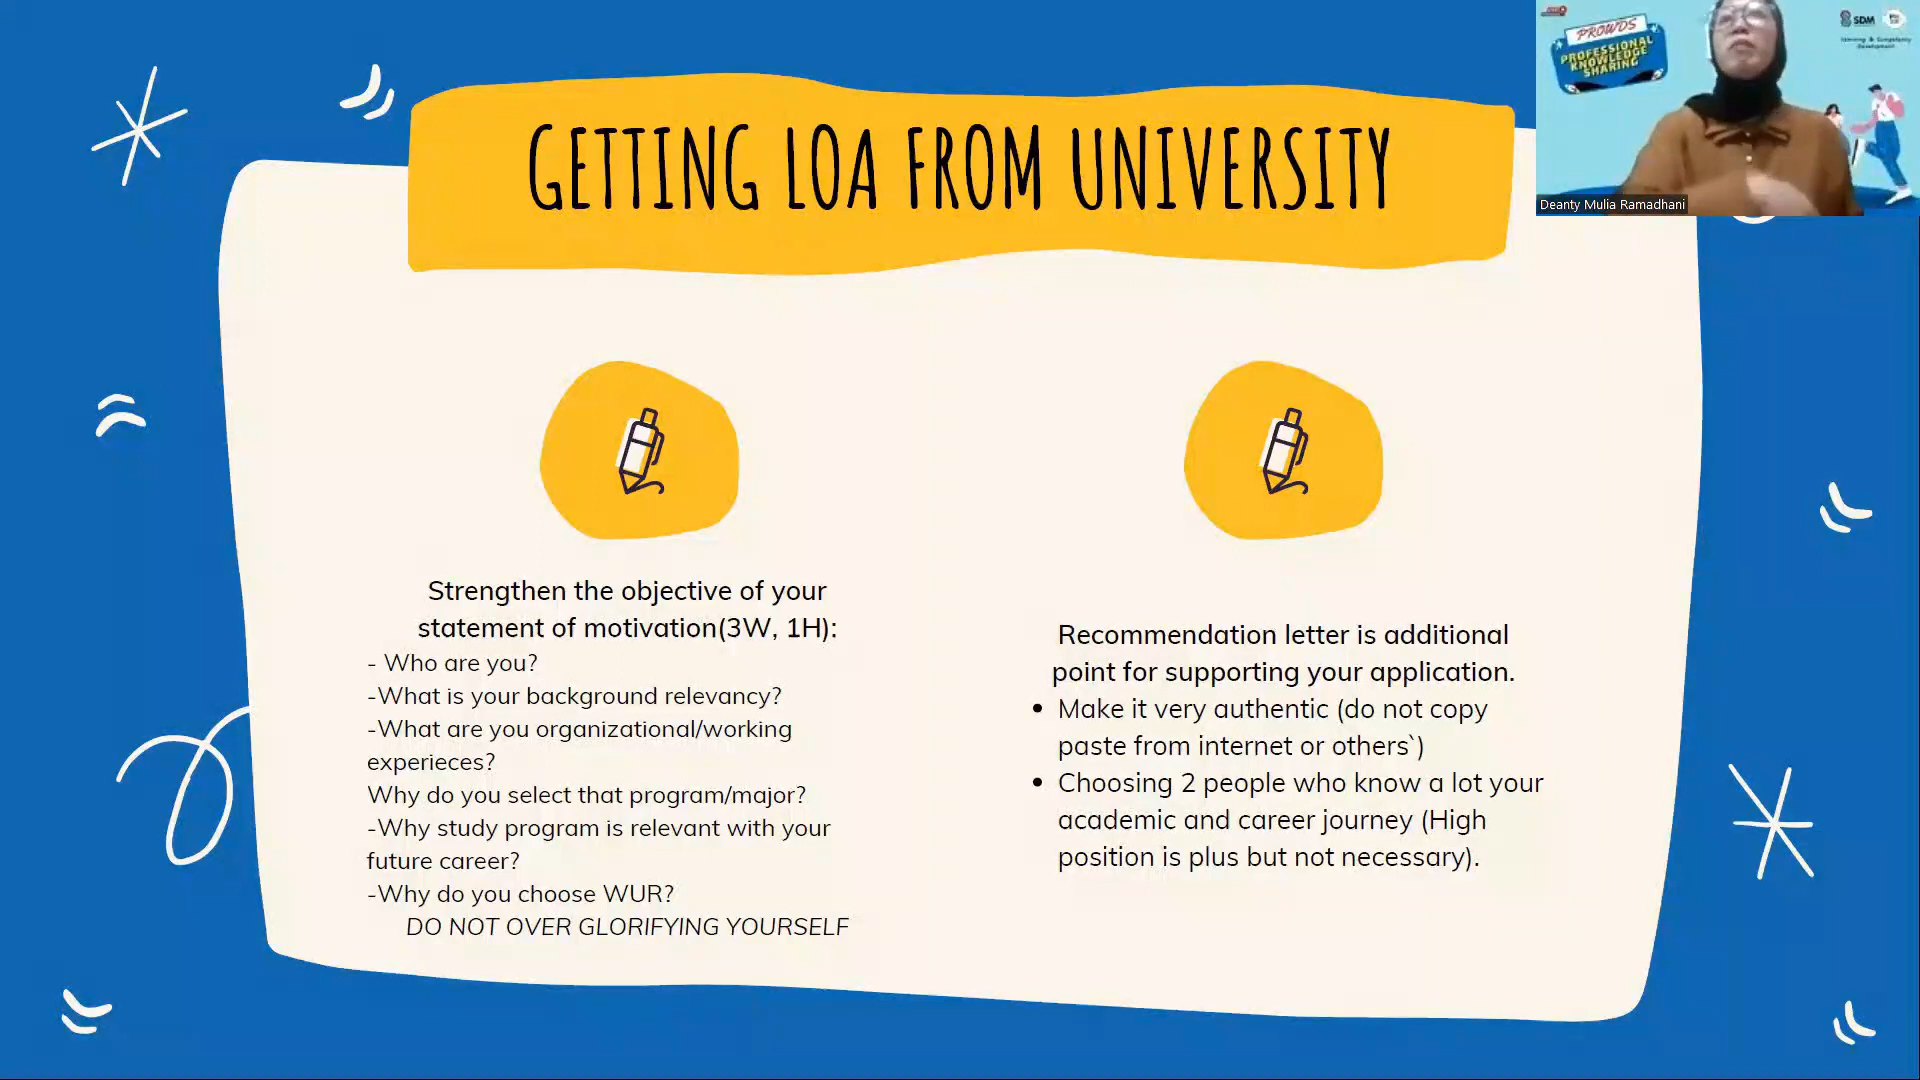 GETTING LOA FROM UNIVERSITY
PROWDS
PROFESSIONAL
KNOWLEDGE
SHARING
SDM
Learning & Competency
Development
Deanty Mulia Ramadhani
Strengthen the objective of your
statement of motivation(3W, 1H):
- Who are you?
-What is your background relevancy?
-What are you organizational/working
experieces?
Why do you select that program/major?
-Why study program is relevant with your
future career?
-Why do you choose WUR?
DO NOT OVER GLORIFYING YOURSELF
Recommendation letter is additional
point for supporting your application.
• Make it very authentic (do not copy
paste from internet or others`)
• Choosing 2 people who know a lot your
academic and career journey (High
position is plus but not necessary).